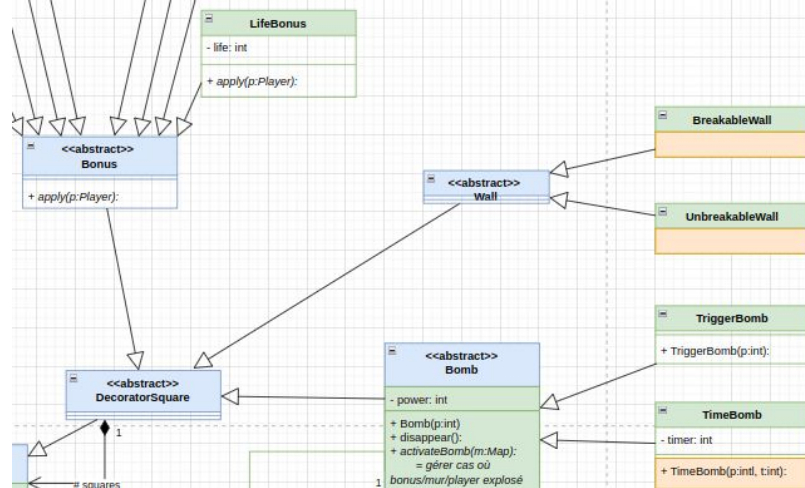 LifeBonus
- life: int
+ apply(p:Player):
<<abstract>>
Bonus
+ apply(p:Player):
<<abstract>>
Wall
BreakableWall
UnbreakableWall
<<abstract>>
DecoratorSquare
1
# squares
<<abstract>>
Bomb
- power: int
+ Bomb(p:int)
+ disappear():
+ activateBomb(m:Map):
= gérer cas où
bonus/mur/player explosé
1
TriggerBomb
+ TriggerBomb(p:int):
TimeBomb
- timer: int
+ TimeBomb(p:intl, t:int):